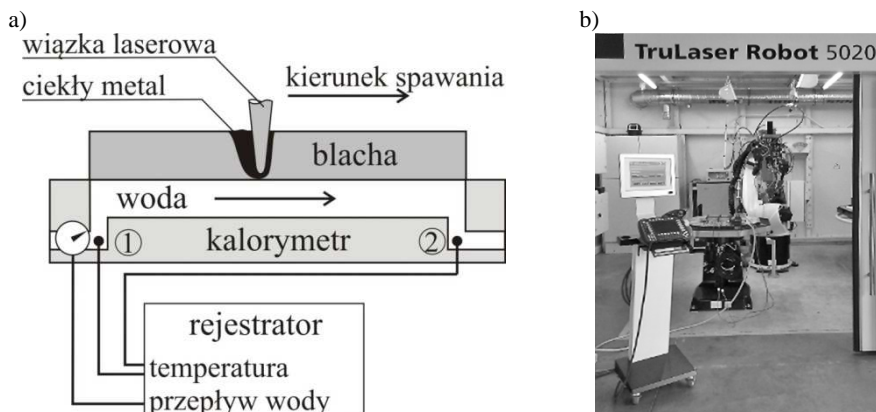 a)
wiązka laserowa
ciekły metal
kierunek spawania
blacha
woda
① kalorymetr ②
rejestrator
temperatura
przepływ wody
b)
TruLaser Robot 5020